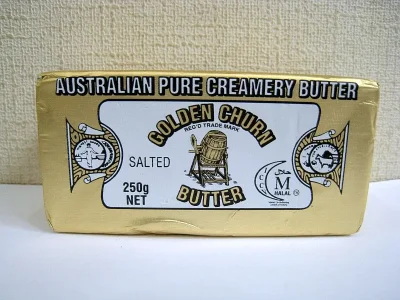 AUSTRALIAN PURE CREAMERY BUTTER
GOLDEN CHURN
REG'D TRADE MARK
SALTED
BUTTER
250g
NET
M
HALAL